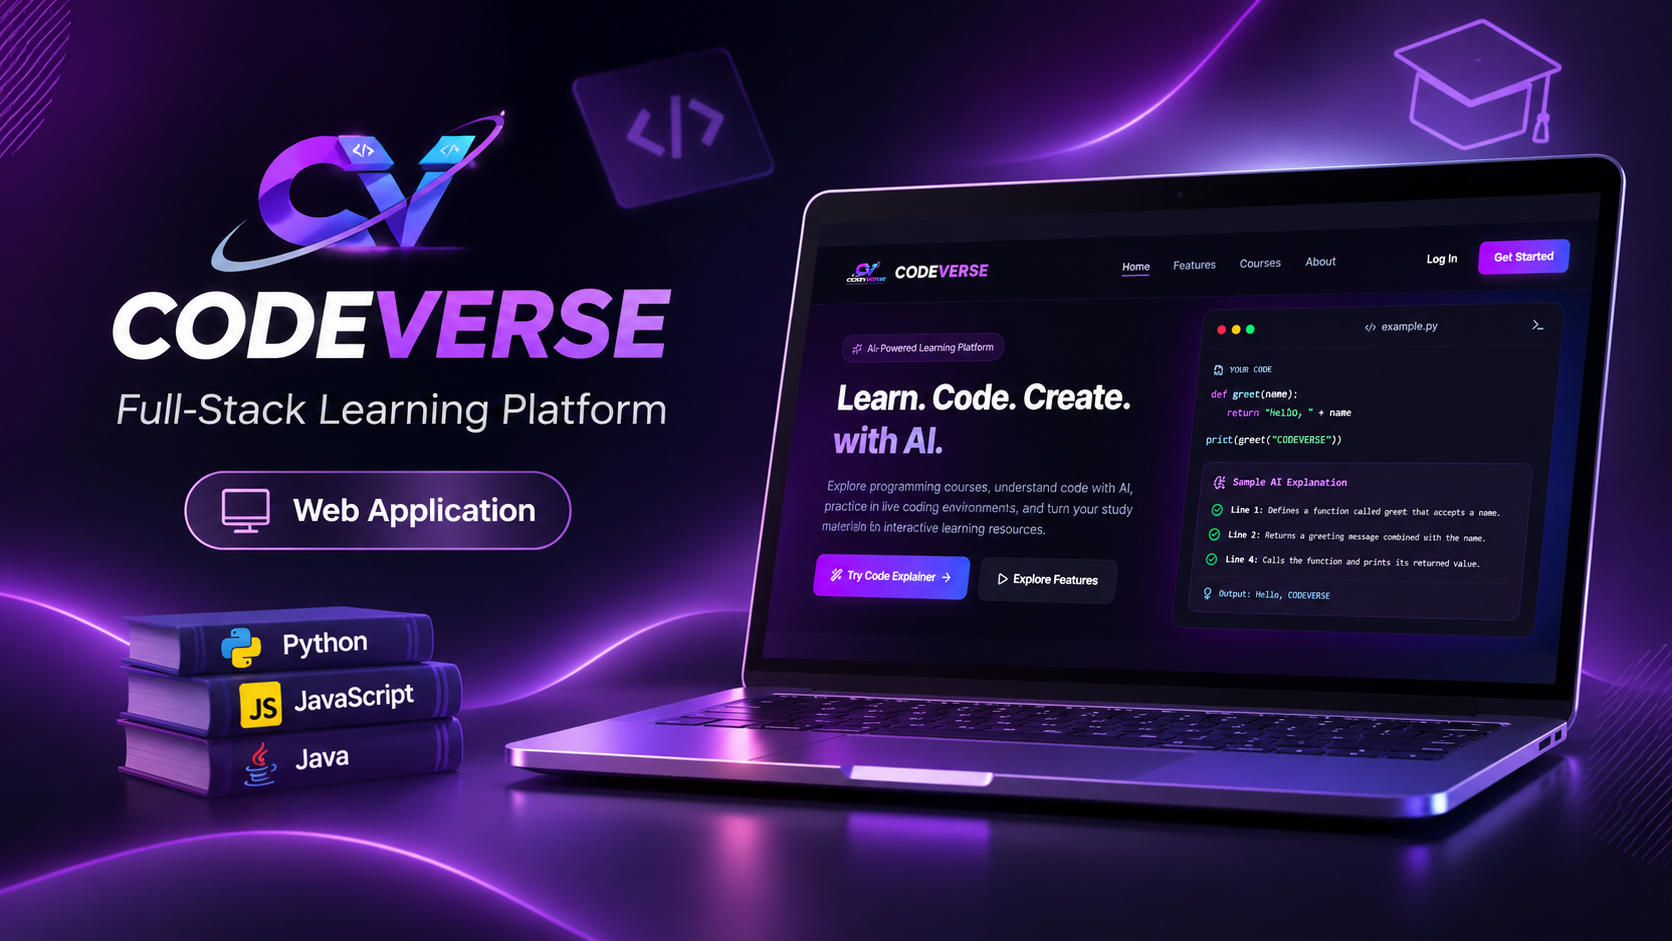 </>
</>
CODEVERSE
Full-Stack Learning Platform
Web Application
Python
JS JavaScript
Java
</>
CODEVERSE
Home Features Courses About
Log In Get Started
AI-Powered Learning Platform
Learn. Code. Create.
with AI.
Explore programming courses, understand code with AI,
practice in live coding environments, and turn your study
materials to interactive learning resources.
Try Code Explainer →
Explore Features
</> example.py >_
YOUR CODE
def greet(name):
return "Hello, " + name
prict(greet("CODEVERSE"))
Sample AI Explanation
Line 1: Defines a function called greet that accepts a name.
Line 2: Returns a greeting message combined with the name.
Line 4: Calls the function and prints its returned value.
Output: Hello, CODEVERSE